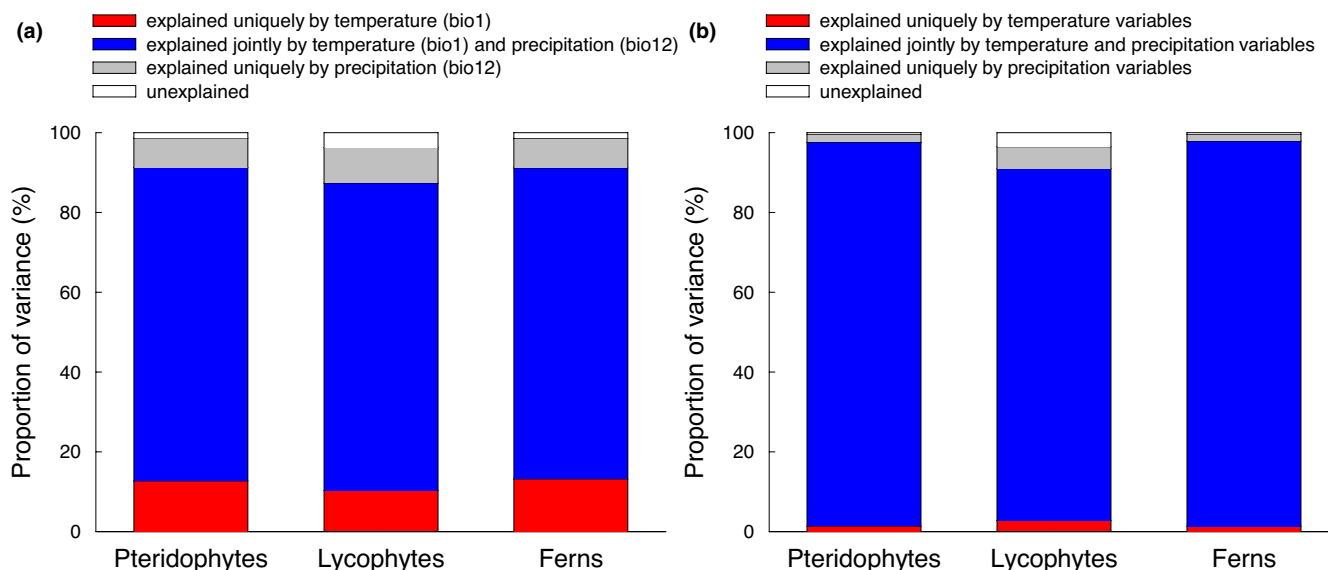 (a)
explained uniquely by temperature (bio1)
explained jointly by temperature (bio1) and precipitation (bio12)
explained uniquely by precipitation (bio12)
unexplained
Proportion of variance (%)
100
80
60
40
20
0
Pteridophytes Lycophytes Ferns
(b)
explained uniquely by temperature variables
explained jointly by temperature and precipitation variables
explained uniquely by precipitation variables
unexplained
Proportion of variance (%)
100
80
60
40
20
0
Pteridophytes Lycophytes Ferns